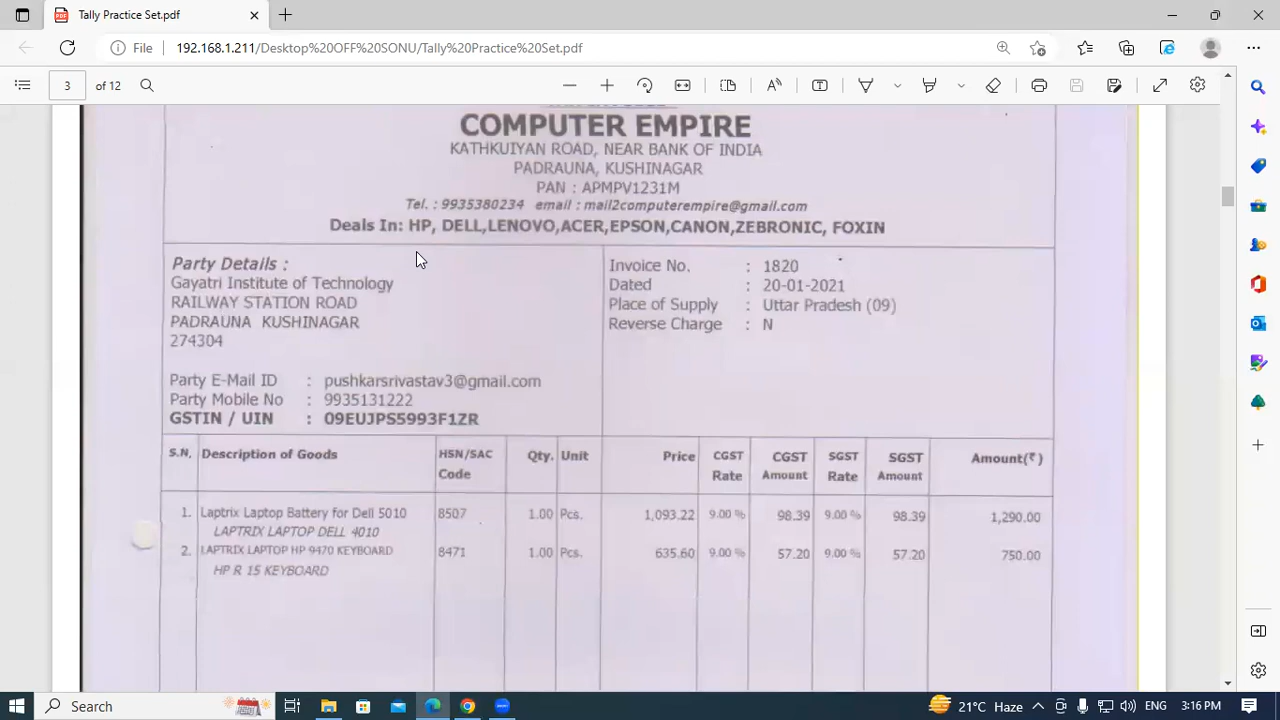 Tally Practice Set.pdf
File 192.168.1.211/Desktop%20OFF%20SONU/Tally%20Practice%20Set.pdf
3 of 12
COMPUTER EMPIRE
KATHKUIYAN ROAD, NEAR BANK OF INDIA
PADRAUNA, KUSHINAGAR
PAN : APMPV1231M
Tel. : 9935380234 email : mail2computerempire@gmail.com
Deals In: HP, DELL,LENOVO,ACER,EPSON,CANON,ZEBRONIC, FOXIN
Party Details :
Gayatri Institute of Technology
RAILWAY STATION ROAD
PADRAUNA KUSHINAGAR
274304
Party E-Mail ID : pushkarsrivastav3@gmail.com
Party Mobile No : 9935131222
GSTIN / UIN : 09EUJPS5993F1ZR
Invoice No. : 1820
Dated : 20-01-2021
Place of Supply : Uttar Pradesh (09)
Reverse Charge : N
S.N. Description of Goods HSN/SAC Code Qty. Unit Price CGST Rate CGST Amount SGST Rate SGST Amount Amount(₹)
1. Laptrix Laptop Battery for Dell 5010 8507 1.00 Pcs. 1,093.22 9.00 % 98.39 9.00 % 98.39 1,290.00
LAPTRIX LAPTOP DELL 4010
2. LAPTRIX LAPTOP HP 9470 KEYBOARD 8471 1.00 Pcs. 635.60 9.00 % 57.20 9.00 % 57.20 750.00
HP R 15 KEYBOARD
Search
21°C Haze
ENG
3:16 PM